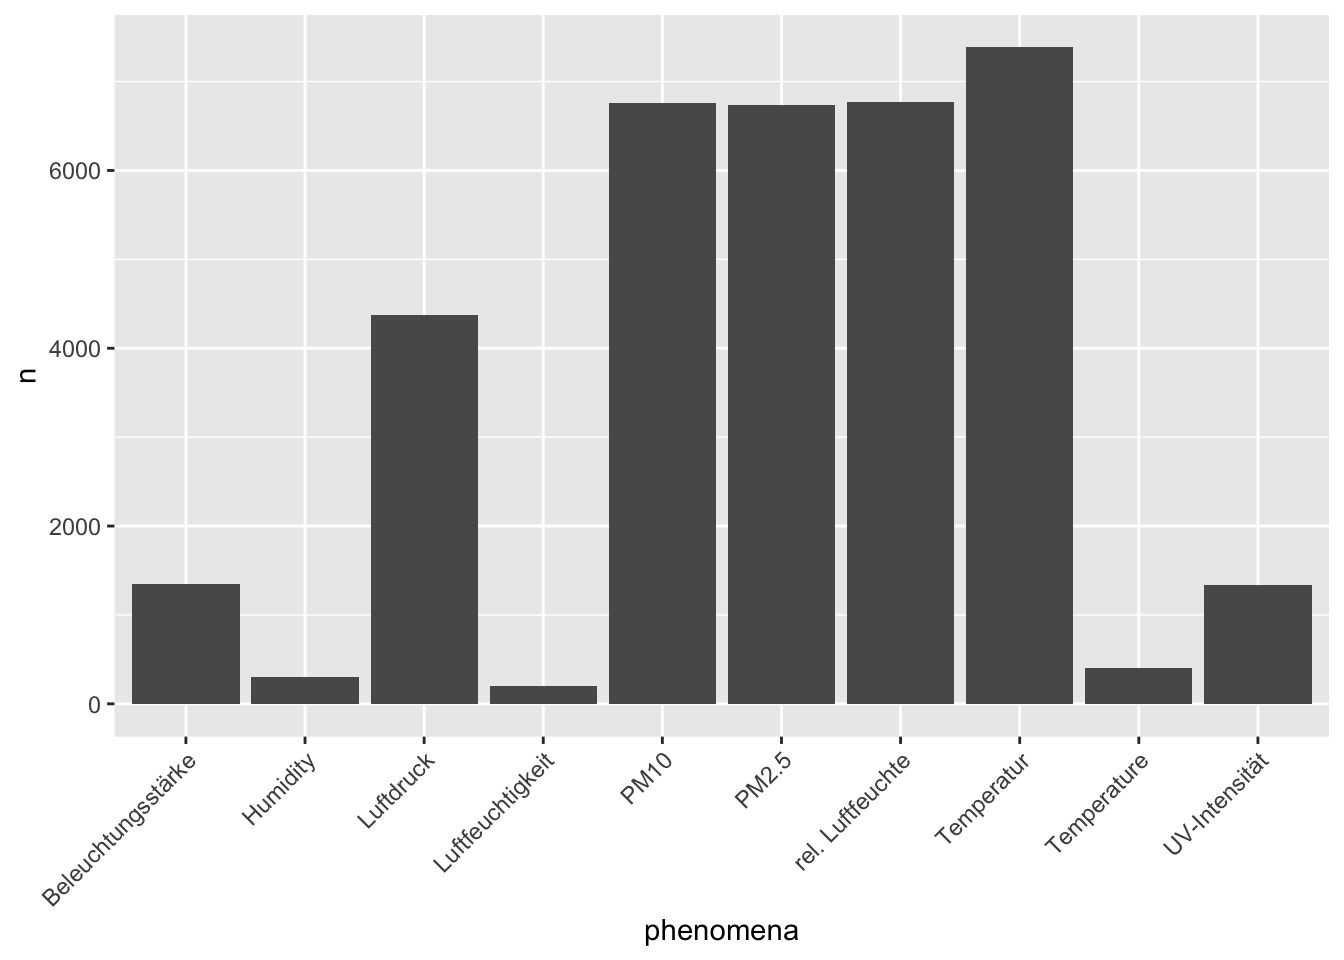 6000
4000
2000
0
n
Beleuchtungsstärke
Humidity
Luftdruck
Luftfeuchtigkeit
PM10
PM2.5
rel. Luftfeuchte
Temperatur
Temperature
UV-Intensität
phenomena